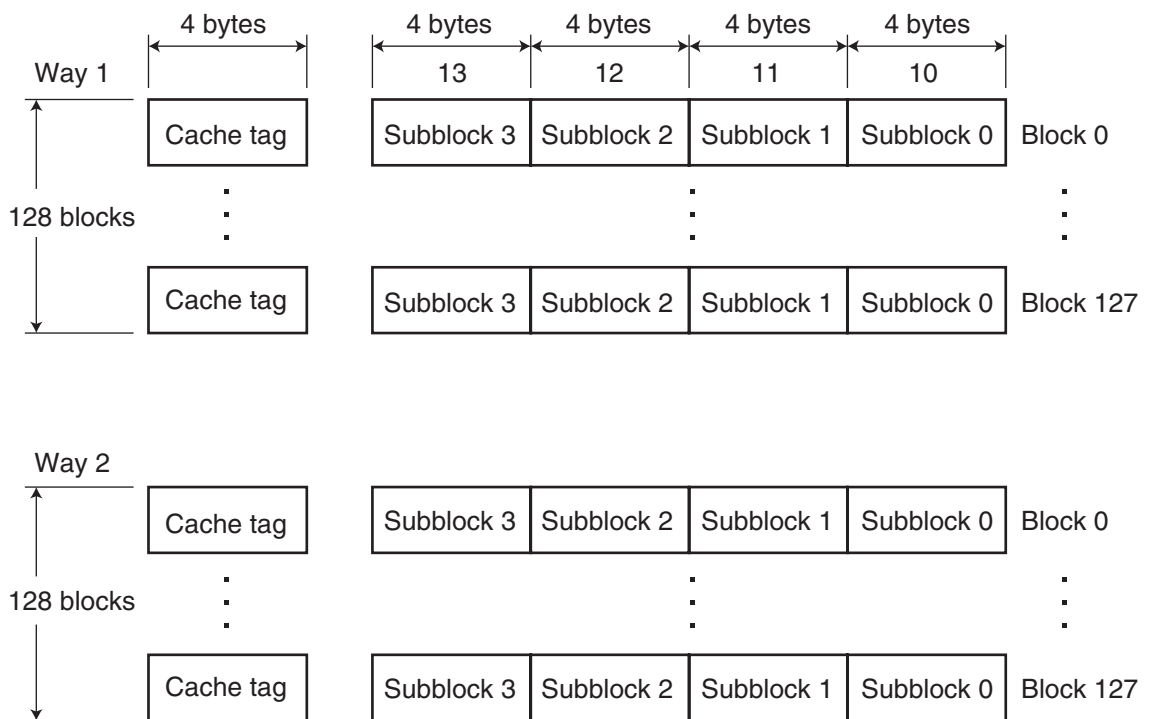 4 bytes 4 bytes 4 bytes 4 bytes 4 bytes
Way 1 13 12 11 10
Cache tag Subblock 3 Subblock 2 Subblock 1 Subblock 0 Block 0
128 blocks
Cache tag Subblock 3 Subblock 2 Subblock 1 Subblock 0 Block 127
Way 2
Cache tag Subblock 3 Subblock 2 Subblock 1 Subblock 0 Block 0
128 blocks
Cache tag Subblock 3 Subblock 2 Subblock 1 Subblock 0 Block 127